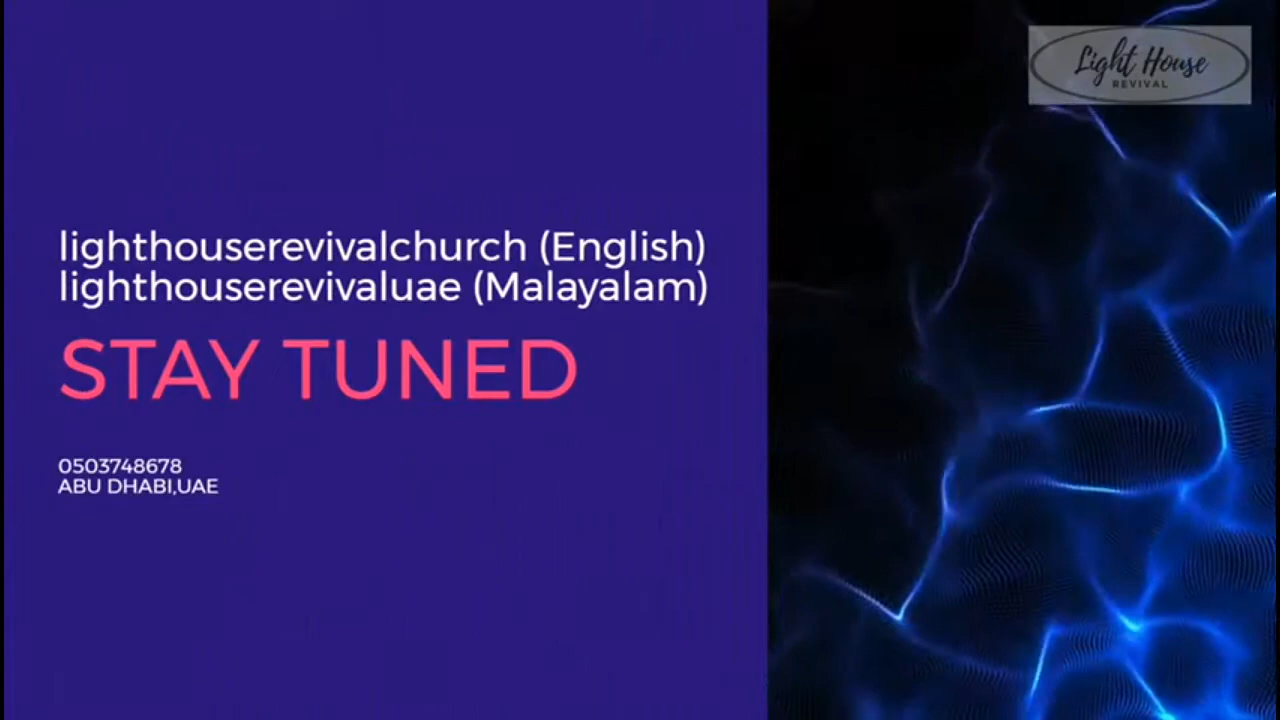 Light House
REVIVAL
lighthouserevivalchurch (English)
lighthouserevivaluae (Malayalam)
STAY TUNED
0503748678
ABU DHABI,UAE